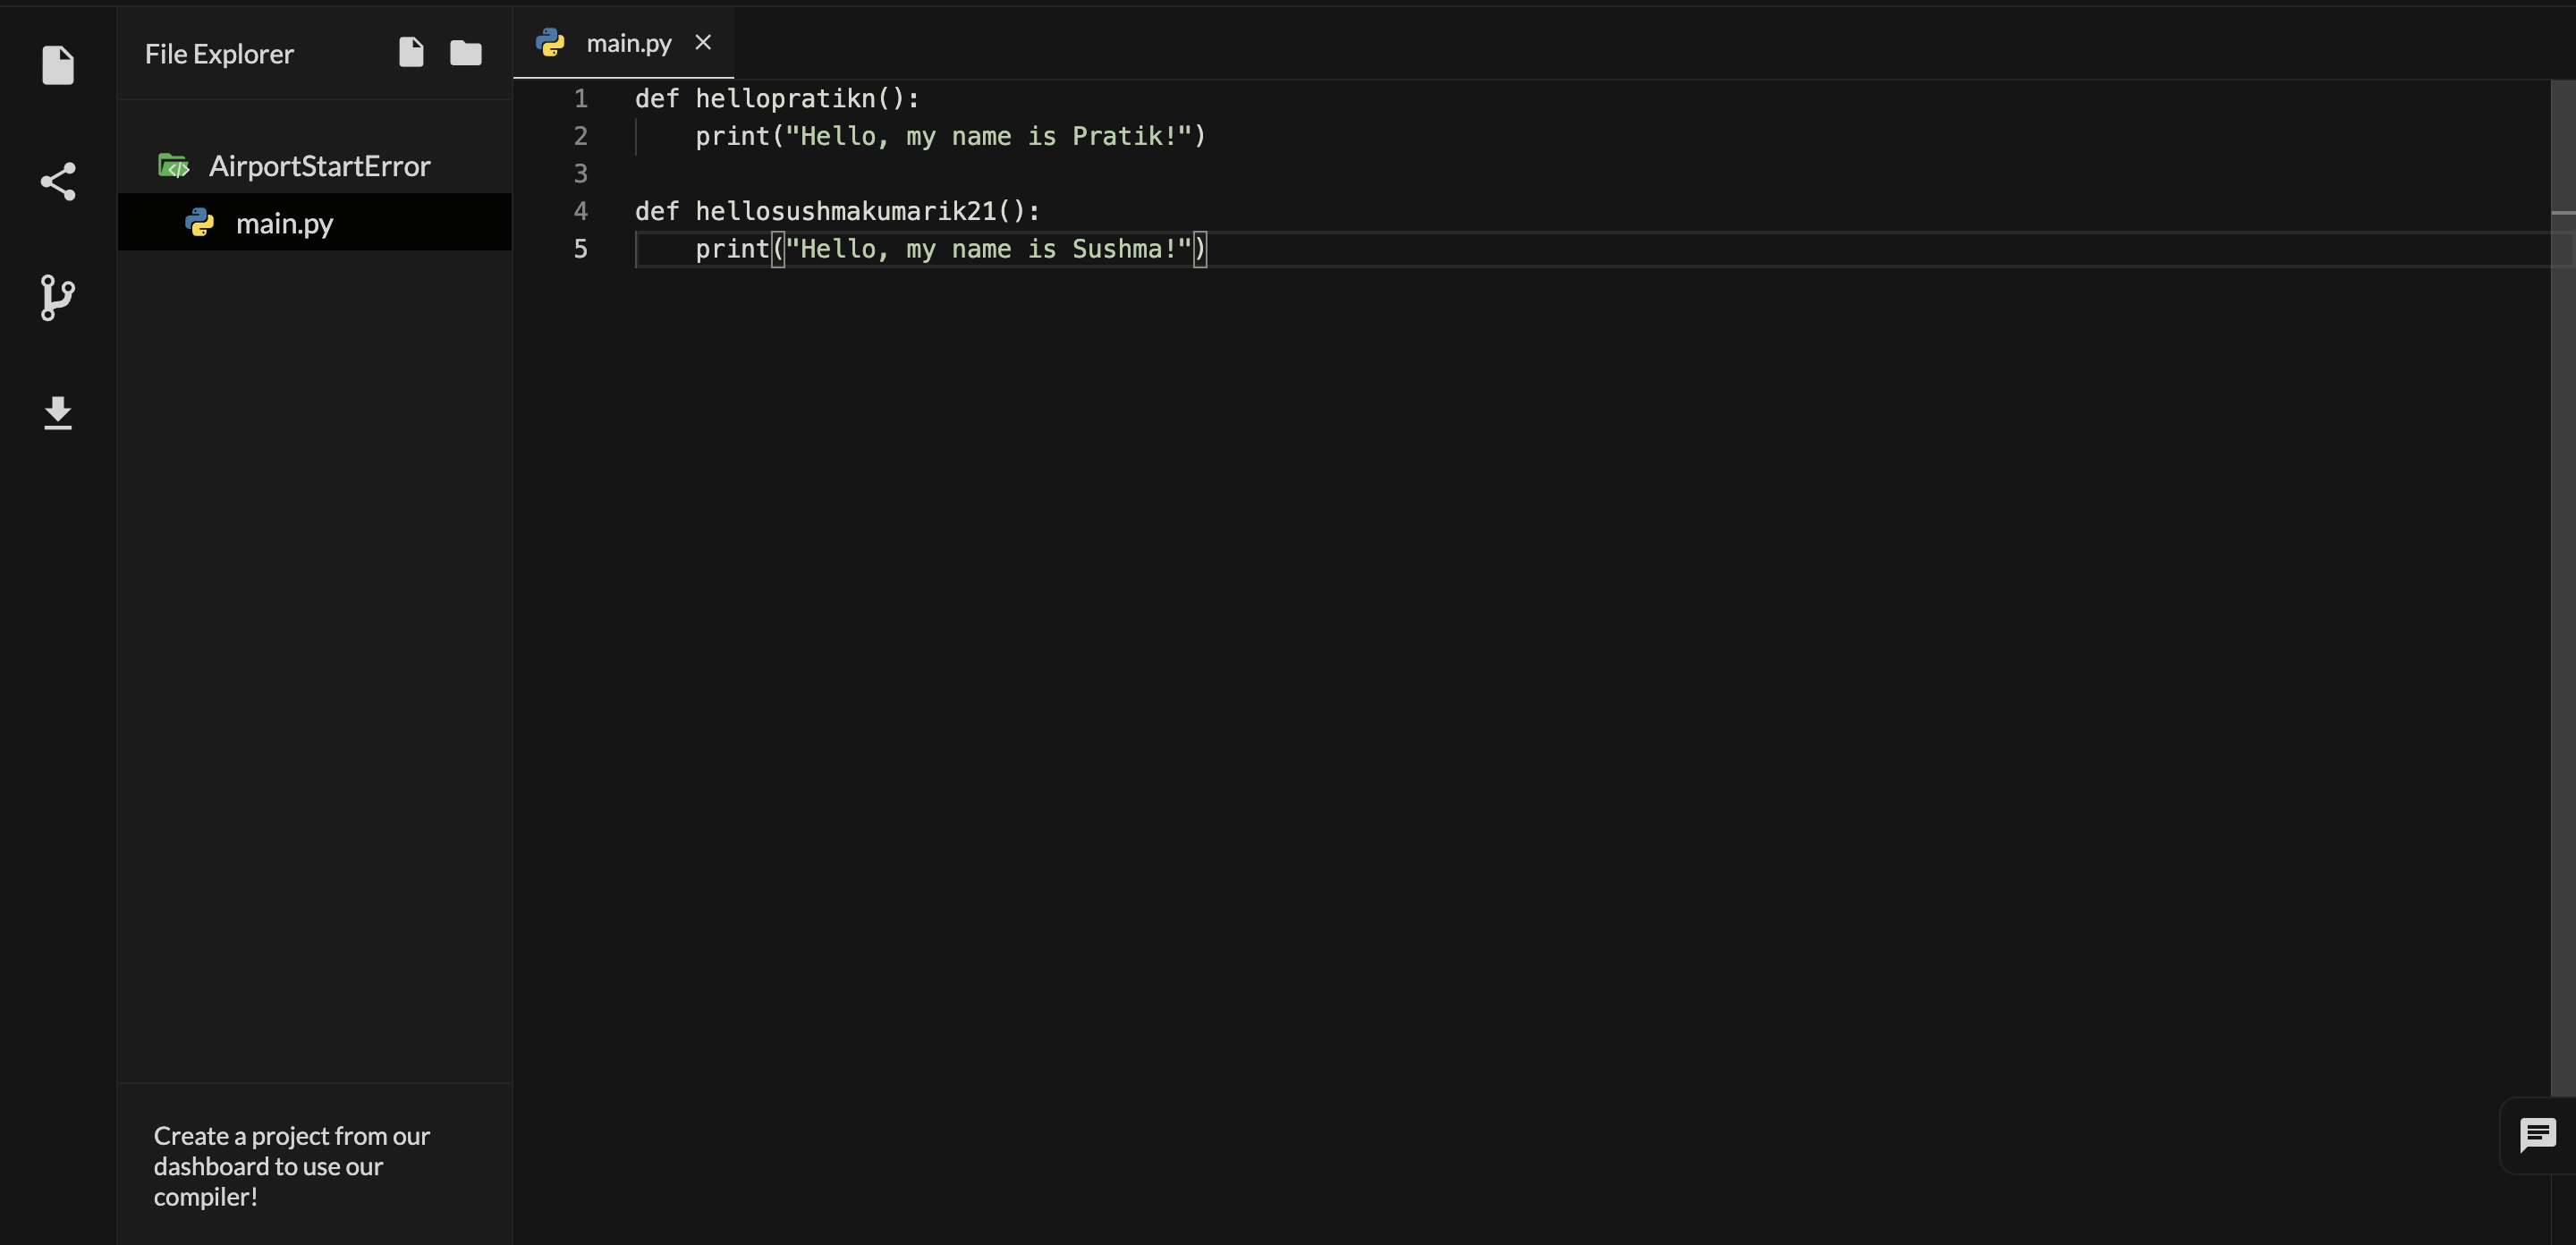 File Explorer
AirportStartError
main.py
main.py
1 def hellopratikn():
2     print("Hello, my name is Pratik!")
3
4 def hellosushmakumarik21():
5     print("Hello, my name is Sushma!")
Create a project from our
dashboard to use our
compiler!